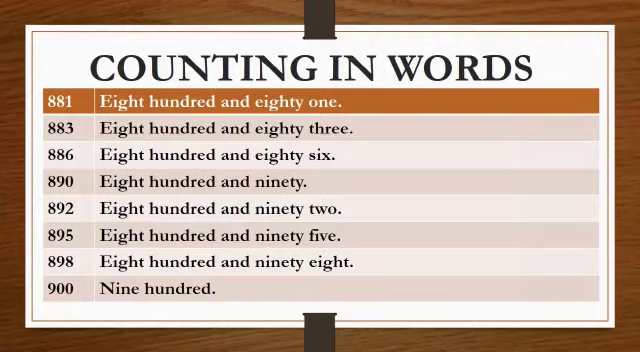 COUNTING IN WORDS
881 Eight hundred and eighty one.
883 Eight hundred and eighty three.
886 Eight hundred and eighty six.
890 Eight hundred and ninety.
892 Eight hundred and ninety two.
895 Eight hundred and ninety five.
898 Eight hundred and ninety eight.
900 Nine hundred.